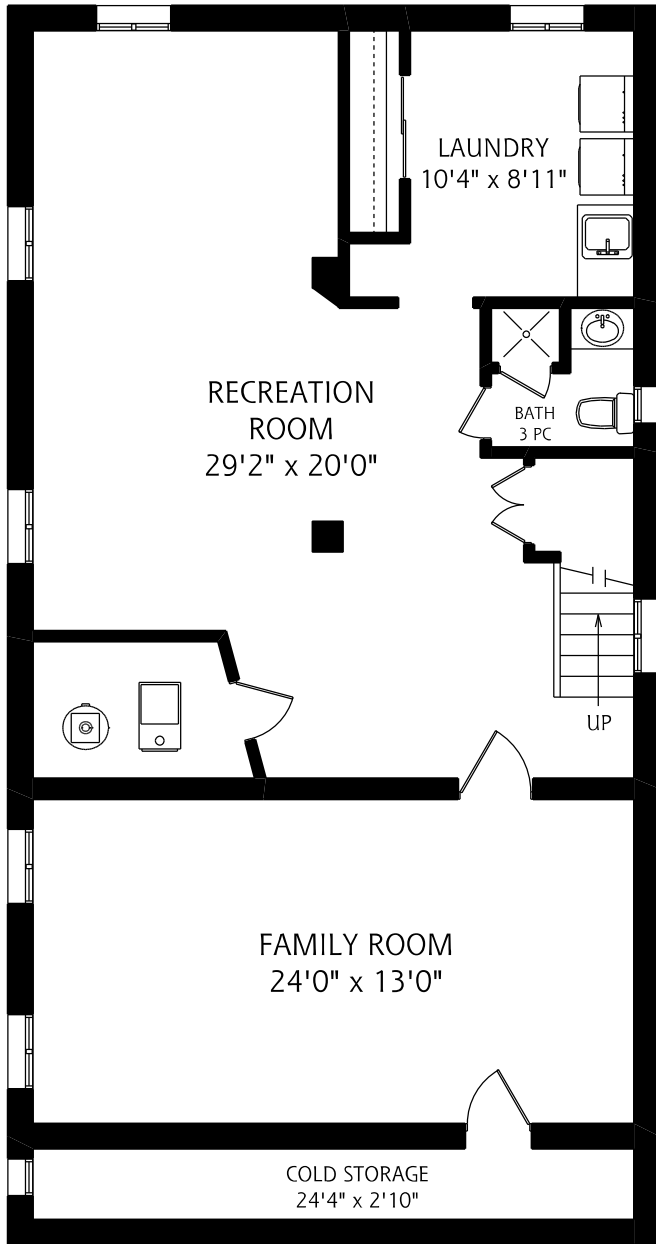 LAUNDRY
10'4" x 8'11"
RECREATION
ROOM
29'2" x 20'0"
BATH
3 PC
UP
FAMILY ROOM
24'0" x 13'0"
COLD STORAGE
24'4" x 2'10"